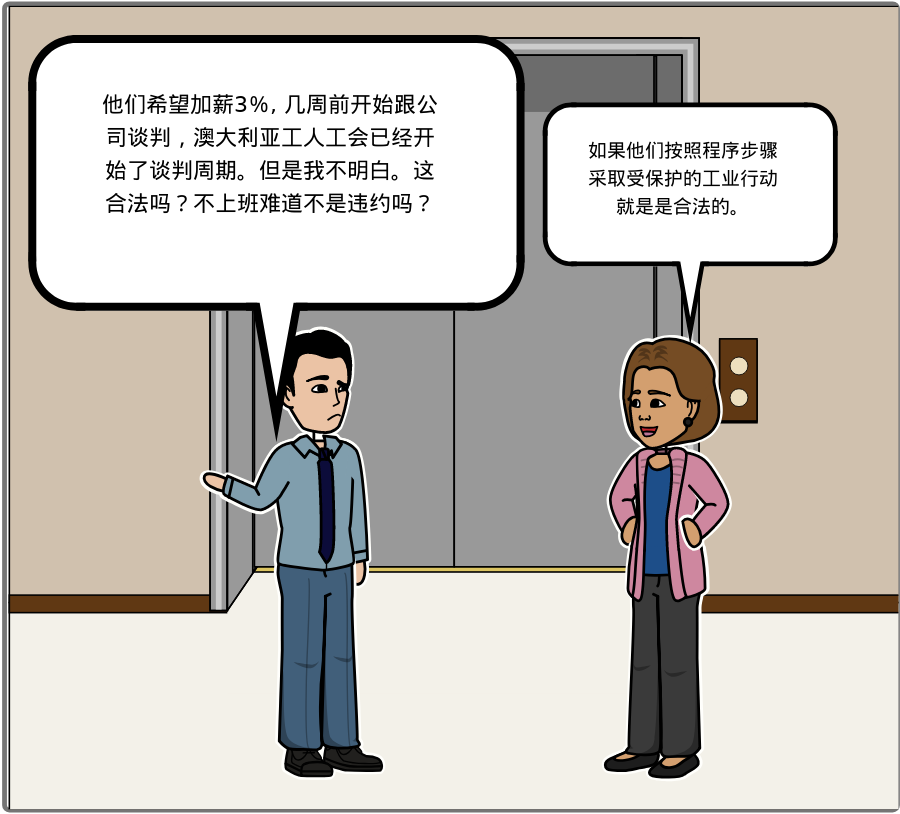 他们希望加薪3%, 几周前开始跟公
司谈判，澳大利亚工人工会已经开
始了谈判周期。但是我不明白。这
合法吗？不上班难道不是违约吗？
如果他们按照程序步骤
采取受保护的工业行动
就是是合法的。